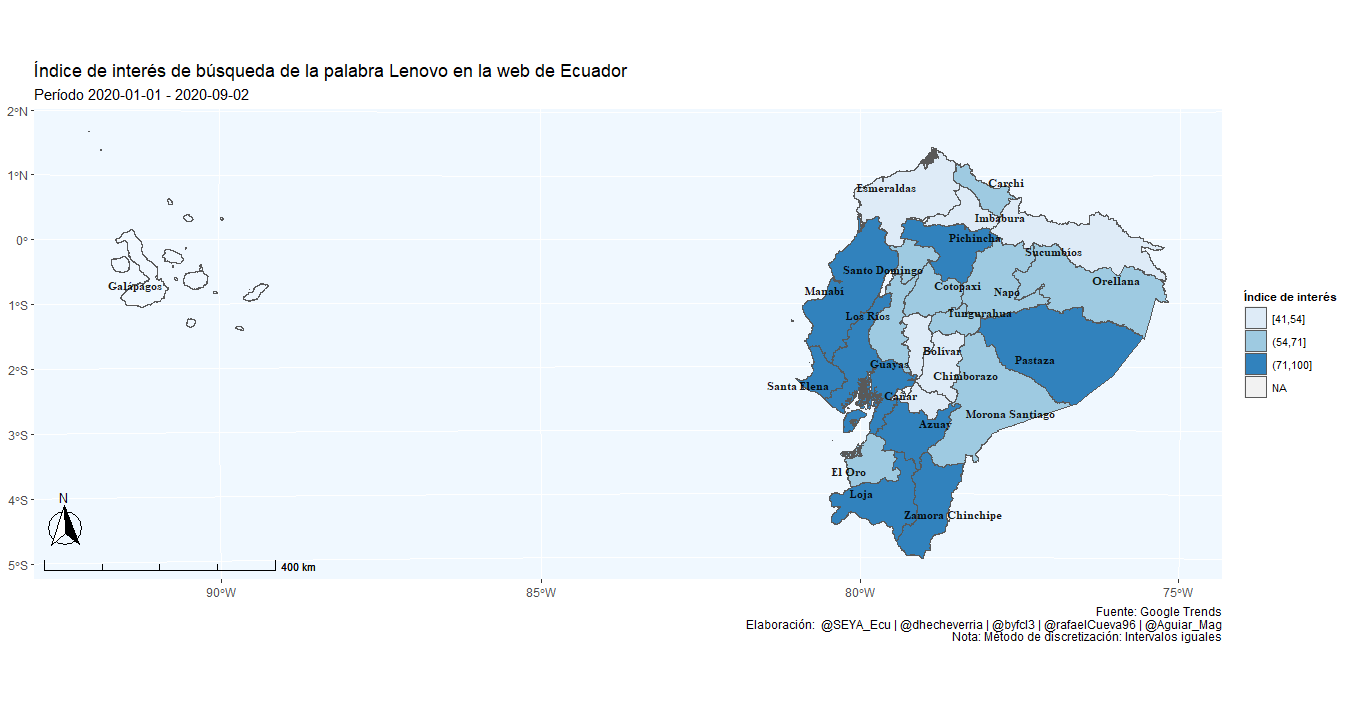 Índice de interés de búsqueda de la palabra Lenovo en la web de Ecuador
Período 2020-01-01 - 2020-09-02
2°N
1°N
0°
1°S
2°S
3°S
4°S
5°S
90°W
85°W
80°W
75°W
Galápagos
Esmeraldas
Carchi
Imbabura
Pichincha
Sucumbíos
Santo Domingo
Orellana
Cotopaxi
Napo
Manabí
Los Ríos
Tungurahua
Bolívar
Pastaza
Guayas
Chimborazo
Santa Elena
Cañar
Morona Santiago
Azuay
El Oro
Loja
Zamora Chinchipe
N
400 km
Índice de interés
[41,54]
(54,71]
(71,100]
NA
Fuente: Google Trends
Elaboración: @SEYA_Ecu | @dhecheverria | @byfcl3 | @rafaelCueva96 | @Aguiar_Mag
Nota: Método de discretización: Intervalos iguales